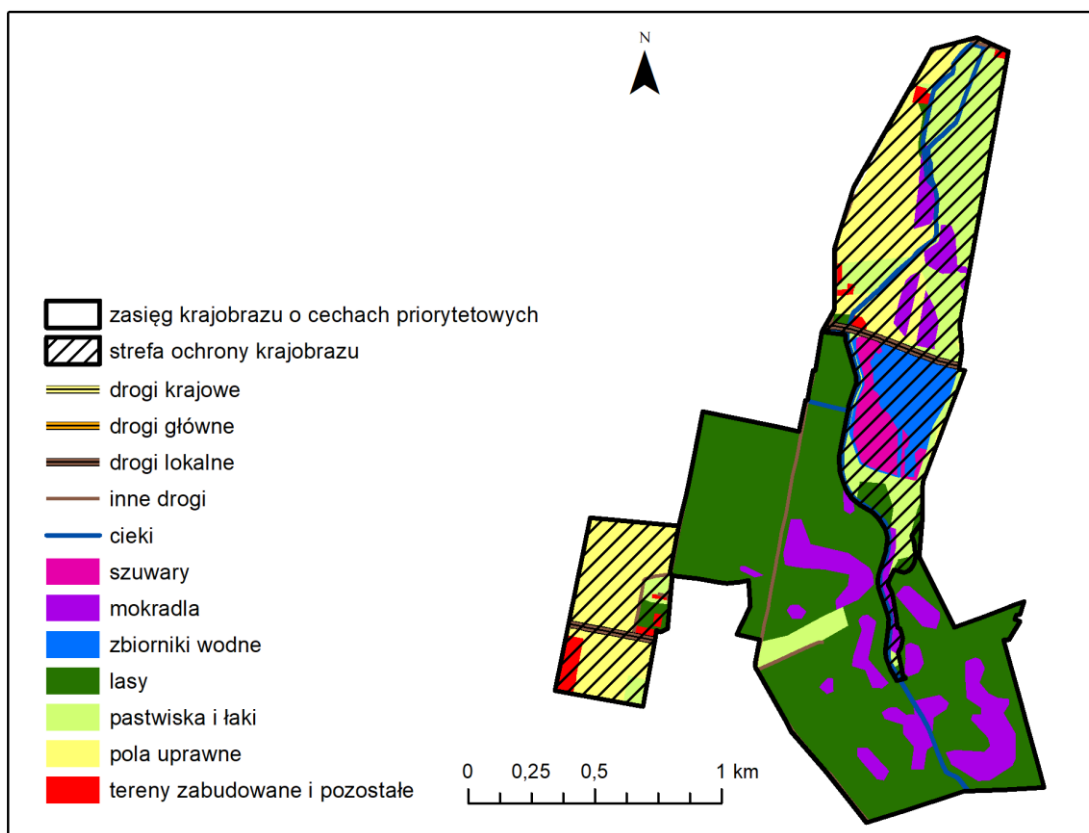 N
zasięg krajobrazu o cechach priorytetowych
strefa ochrony krajobrazu
drogi krajowe
drogi główne
drogi lokalne
inne drogi
cieki
szuwary
mokradla
zbiorniki wodne
lasy
pastwiska i łaki
pola uprawne
tereny zabudowane i pozostałe
0 0,25 0,5 1 km